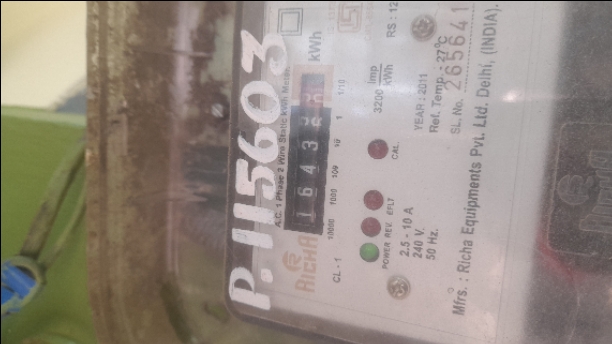 P.115603
A.C. 1 Phase 2 Wire Static kWh Meter
kWh
1643
10000 1000 100 10 1 1/10
RICHA
CL - 1
imp
3200 kWh
CAL.
POWER REV. EFLT
2.5 - 10 A
240 V.
50 Hz.
YEAR : 2011
Ref. Temp. - 27°C
SL. No. 265641
Mfrs. : Richa Equipments Pvt. Ltd. Delhi, (INDIA).